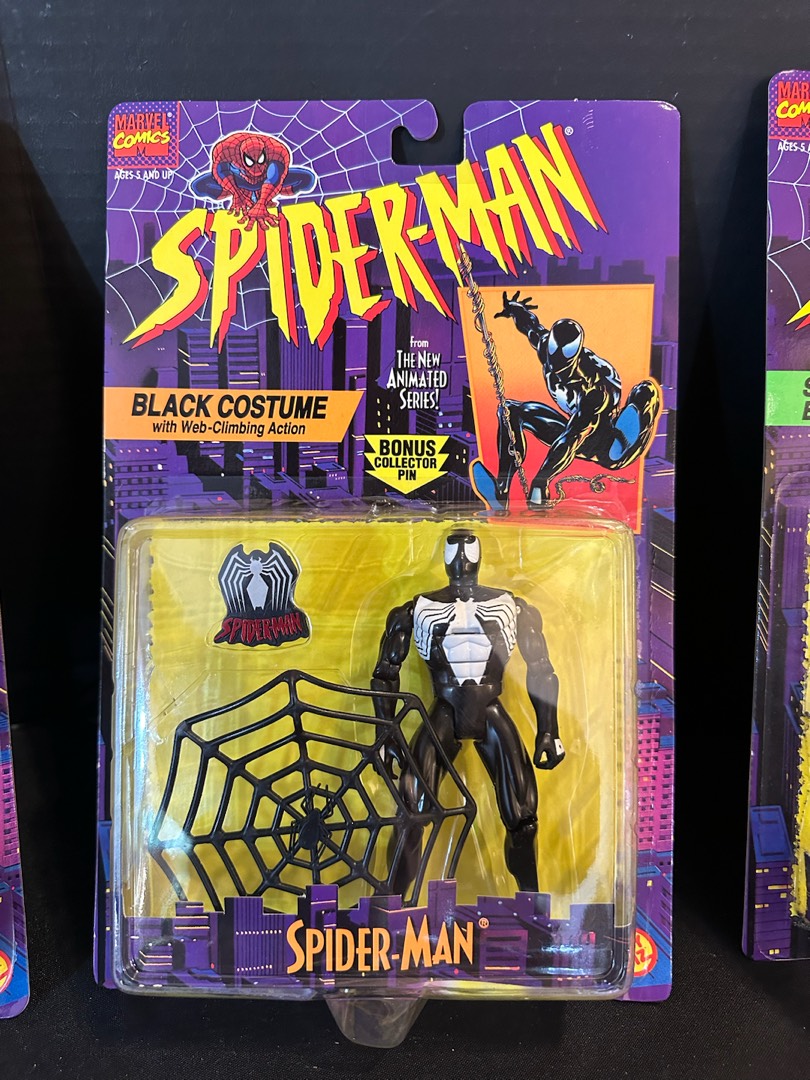 MARVEL®
COMICS
M
AGES 5 AND UP
SPIDER-MAN®
from
THE NEW
ANIMATED
SERIES!
BLACK COSTUME
with Web-Climbing Action
BONUS
COLLECTOR
PIN
SPIDER-MAN
SPIDER-MAN®